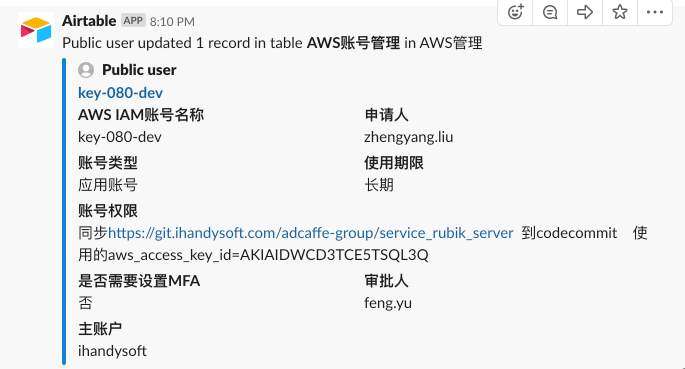 Airtable APP 8:10 PM
Public user updated 1 record in table AWS账号管理 in AWS管理
Public user
key-080-dev
AWS IAM账号名称 申请人
key-080-dev zhengyang.liu
账号类型 使用期限
应用账号 长期
账号权限
同步https://git.ihandysoft.com/adcaffe-group/service_rubik_server 到codecommit 使
用的aws_access_key_id=AKIAIDWCD3TCE5TSQL3Q
是否需要设置MFA 审批人
否 feng.yu
主账户
ihandysoft